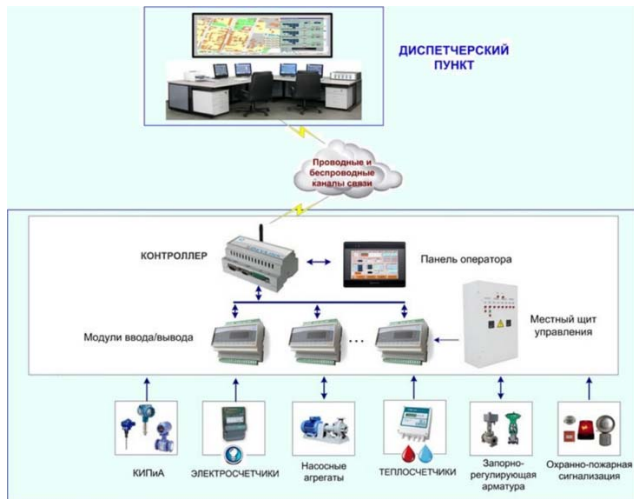 ДИСПЕТЧЕРСКИЙ
ПУНКТ
Проводные и
беспроводные
каналы связи
КОНТРОЛЛЕР
Панель оператора
Модули ввода/вывода
...
Местный щит
управления
КИПиА
ЭЛЕКТРОСЧЕТЧИКИ
Насосные
агрегаты
ТЕПЛОСЧЕТЧИКИ
Запорно-
регулирующая
арматура
Охранно-пожарная
сигнализация